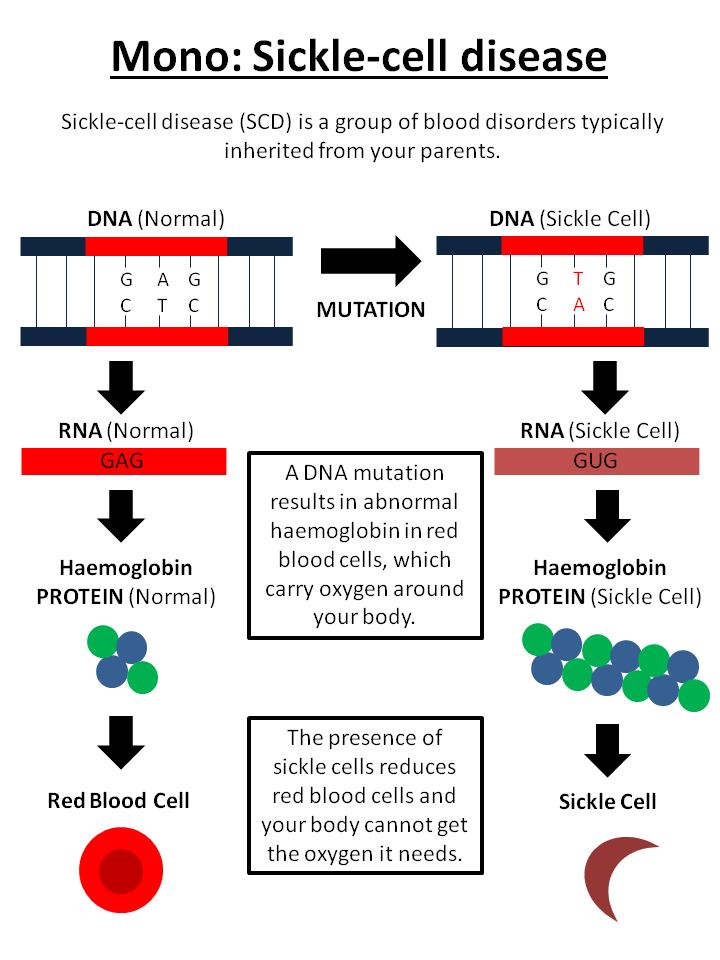 Mono: Sickle-cell disease
Sickle-cell disease (SCD) is a group of blood disorders typically
inherited from your parents.
DNA (Normal)
G A G
C T C
MUTATION
DNA (Sickle Cell)
G T G
C A C
RNA (Normal)
GAG
RNA (Sickle Cell)
GUG
A DNA mutation
results in abnormal
haemoglobin in red
blood cells, which
carry oxygen around
your body.
Haemoglobin
PROTEIN (Normal)
Haemoglobin
PROTEIN (Sickle Cell)
The presence of
sickle cells reduces
red blood cells and
your body cannot get
the oxygen it needs.
Red Blood Cell
Sickle Cell